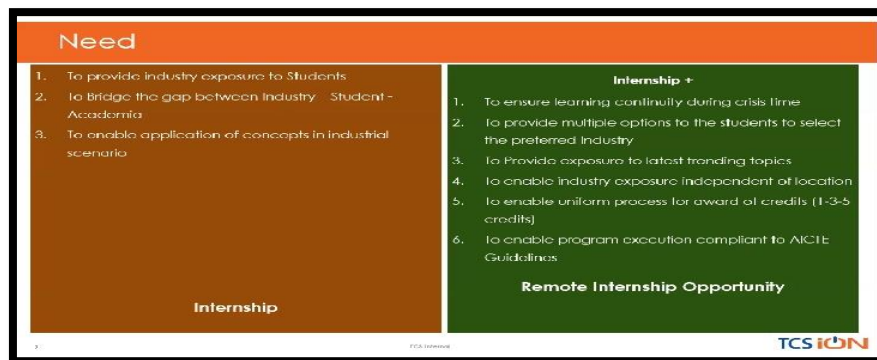 Need
1. To provide industry exposure to Students
2. To Bridge the gap between Industry - Student -
Academia
3. To enable application of concepts in industrial
scenario
Internship
Internship +
1. To ensure learning continuity during crisis time
2. To provide multiple options to the students to select
the preferred Industry
3. To Provide exposure to latest trending topics
4. To enable industry exposure independent of location
5. To enable uniform process for award of credits (1-3-5
credits)
6. To enable program execution compliant to AICTE
Guidelines
Remote Internship Opportunity
TCS Internal
TCS iON